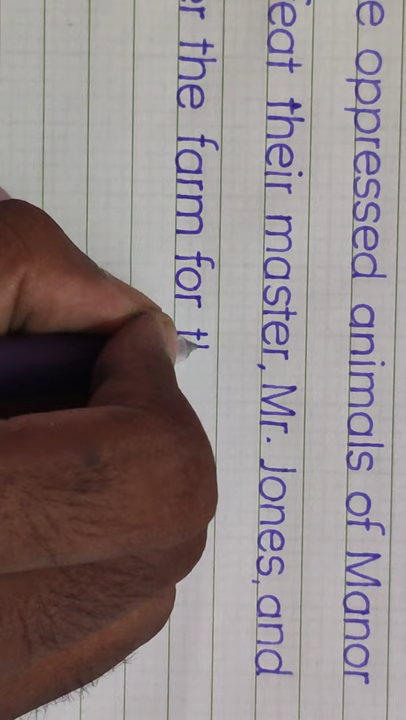 e oppressed animals of Manor
eat their master, Mr. Jones, and
r the farm for